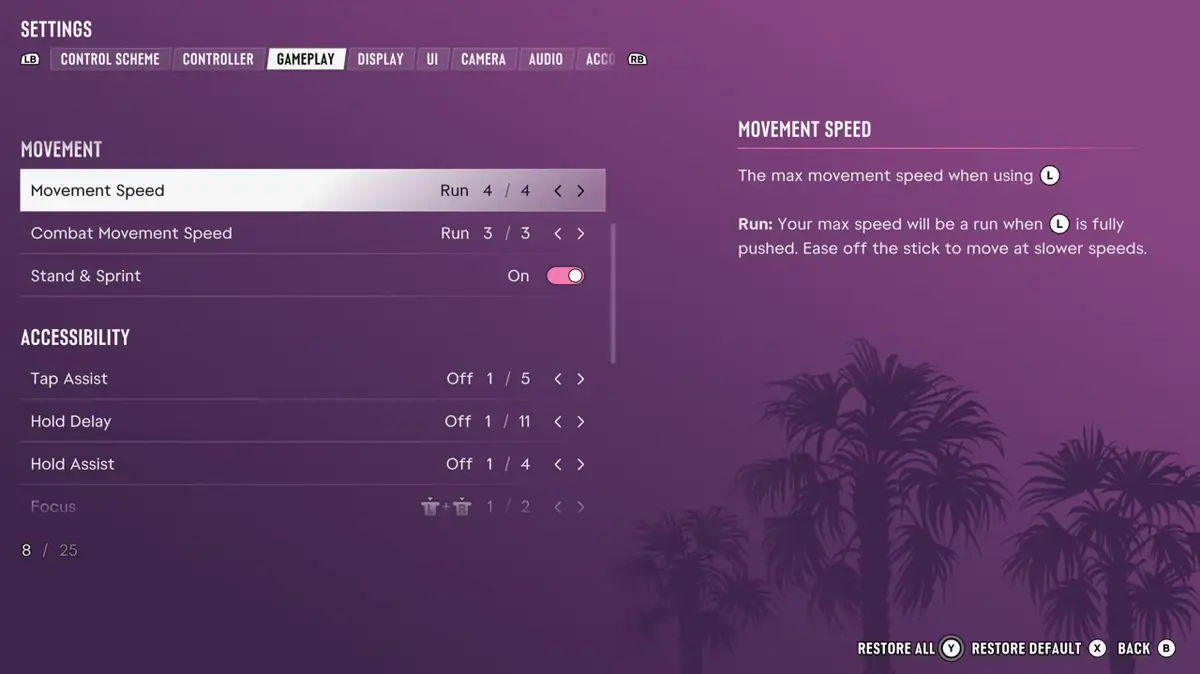 SETTINGS
LB CONTROL SCHEME CONTROLLER GAMEPLAY DISPLAY UI CAMERA AUDIO ACCO RB
MOVEMENT
Movement Speed Run 4 / 4
Combat Movement Speed Run 3 / 3
Stand & Sprint On
ACCESSIBILITY
Tap Assist Off 1 / 5
Hold Delay Off 1 / 11
Hold Assist Off 1 / 4
Focus L + R 1 / 2
8 / 25
MOVEMENT SPEED
The max movement speed when using L
Run: Your max speed will be a run when L is fully
pushed. Ease off the stick to move at slower speeds.
RESTORE ALL Y RESTORE DEFAULT X BACK B